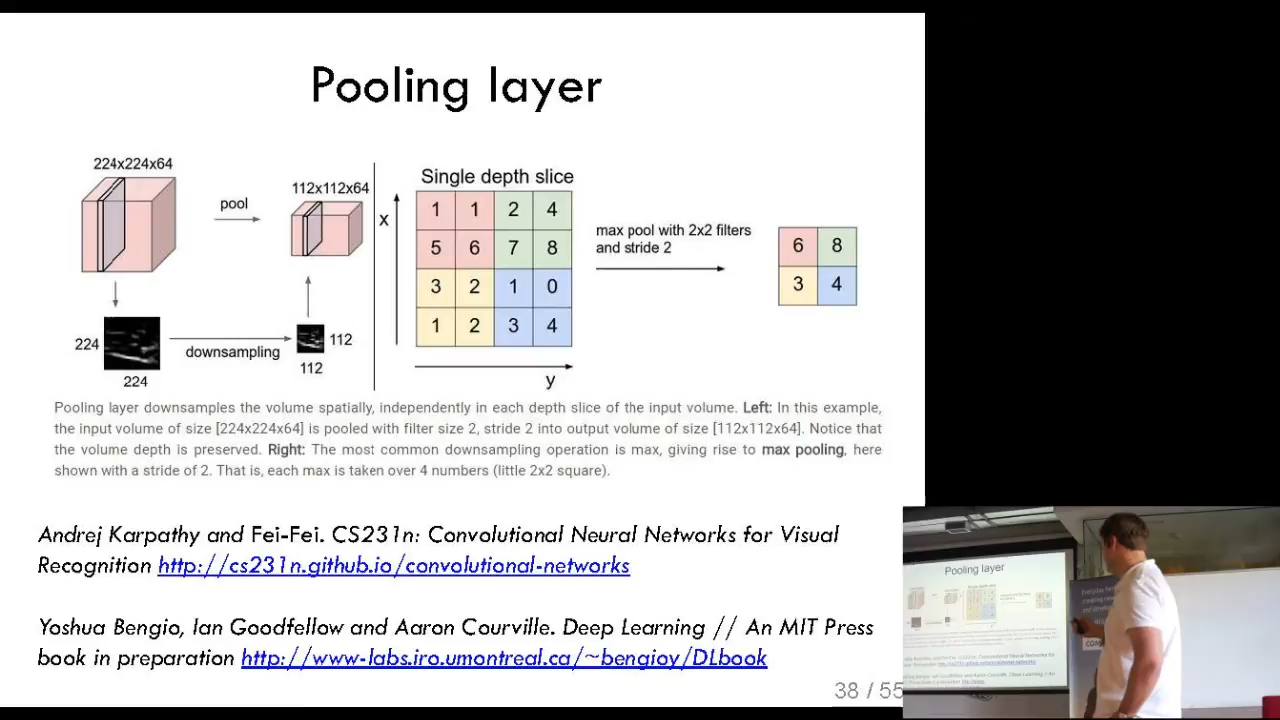 Pooling layer
224x224x64
pool
112x112x64
224
224
downsampling
112
112
Single depth slice
x
1 1 2 4
5 6 7 8
3 2 1 0
1 2 3 4
y
max pool with 2x2 filters
and stride 2
6 8
3 4
Pooling layer downsamples the volume spatially, independently in each depth slice of the input volume. Left: In this example,
the input volume of size [224x224x64] is pooled with filter size 2, stride 2 into output volume of size [112x112x64]. Notice that
the volume depth is preserved. Right: The most common downsampling operation is max, giving rise to max pooling, here
shown with a stride of 2. That is, each max is taken over 4 numbers (little 2x2 square).
Andrej Karpathy and Fei-Fei. CS231n: Convolutional Neural Networks for Visual
Recognition http://cs231n.github.io/convolutional-networks
Yoshua Bengio, Ian Goodfellow and Aaron Courville. Deep Learning // An MIT Press
book in preparation http://www-labs.iro.umontreal.ca/~bengioy/DLbook
38 / 55
Pooling layer